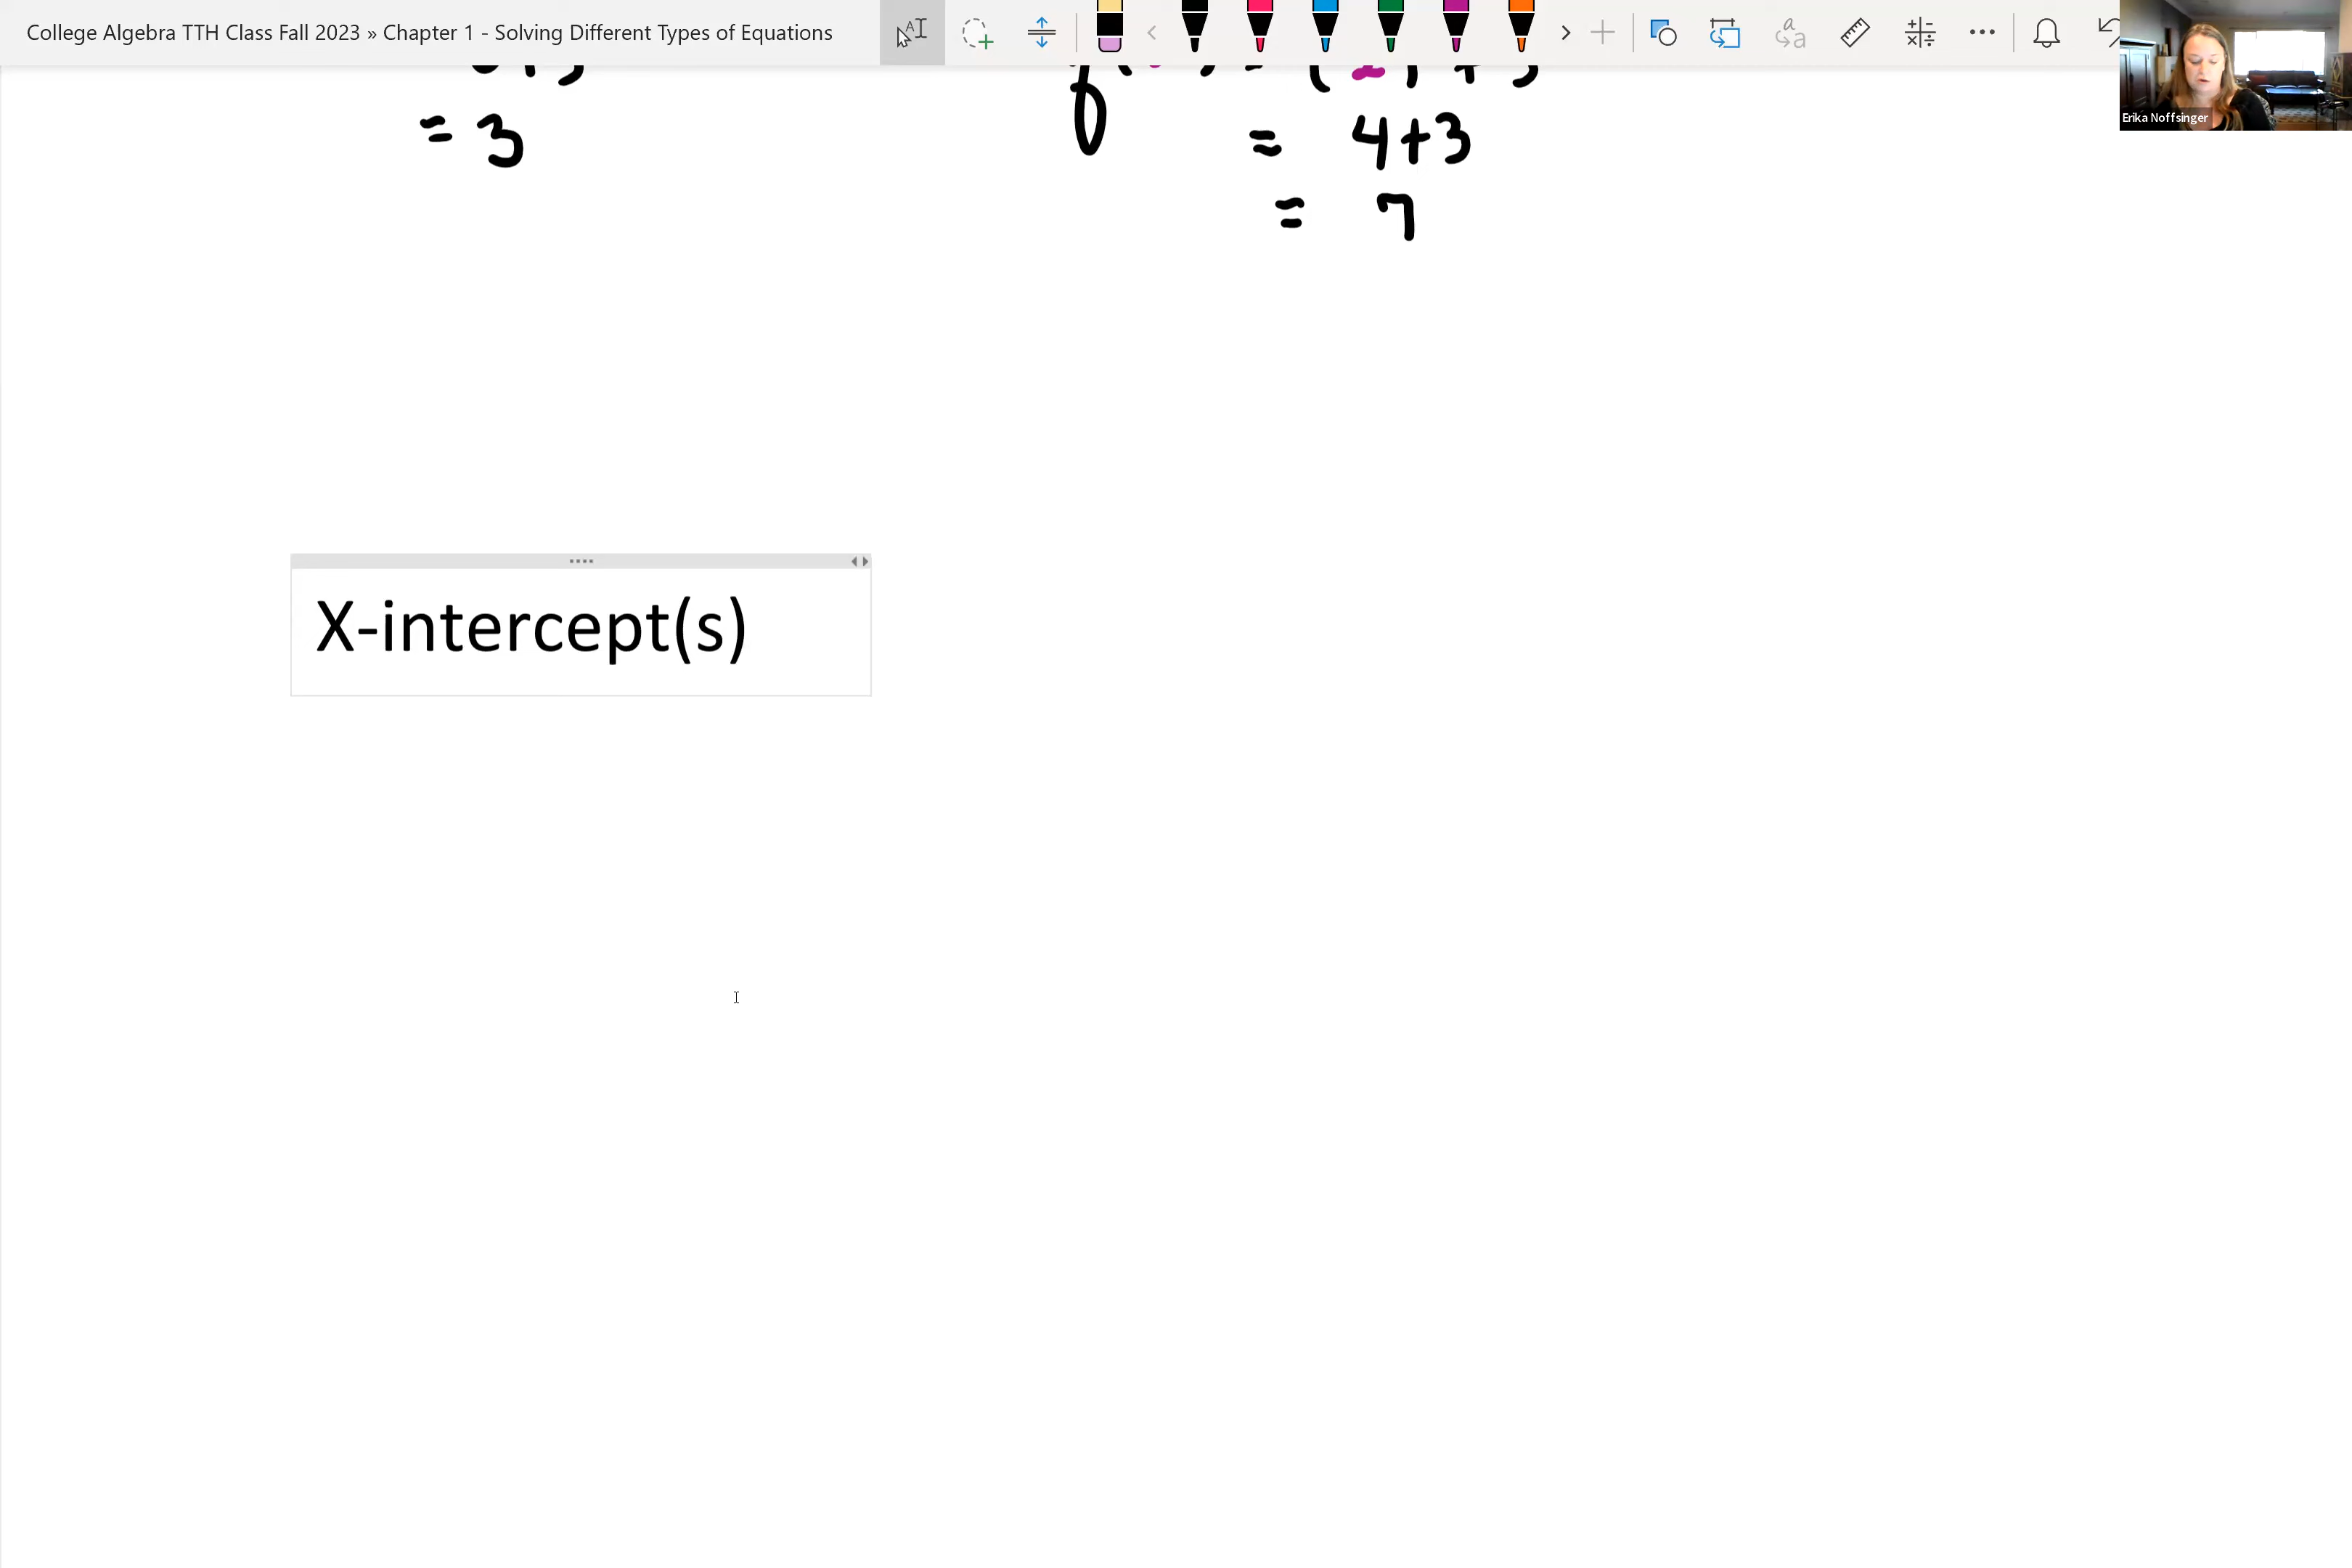 College Algebra TTH Class Fall 2023 » Chapter 1 - Solving Different Types of Equations
Erika Noffsinger
= 3
= 4+3
= 7
X-intercept(s)